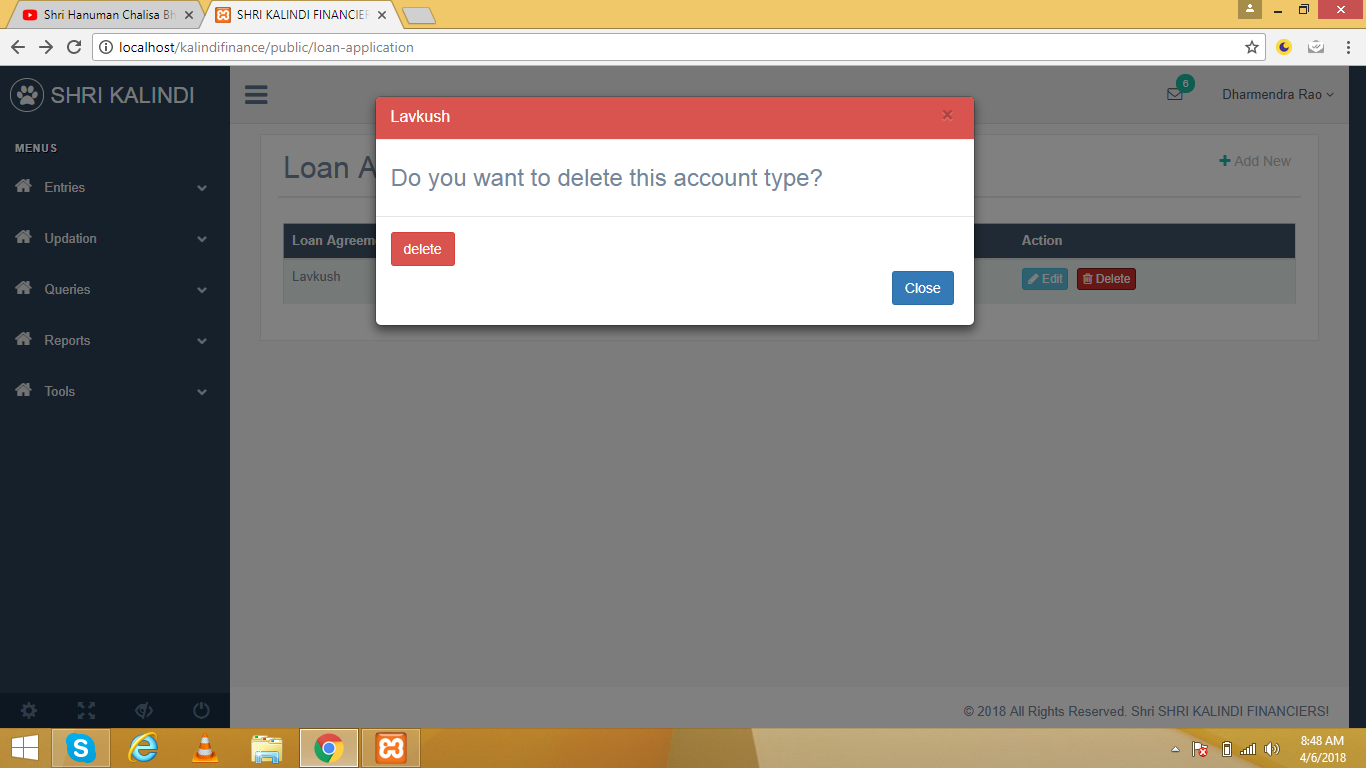 Shri Hanuman Chalisa Bh
SHRI KALINDI FINANCIER
localhost/kalindifinance/public/loan-application
SHRI KALINDI
6
Dharmendra Rao
MENUS
Entries
Updation
Queries
Reports
Tools
Lavkush
×
Do you want to delete this account type?
delete
Close
Loan A
Add New
Loan Agreem
Action
Lavkush
Edit
Delete
© 2018 All Rights Reserved. Shri SHRI KALINDI FINANCIERS!
8:48 AM
4/6/2018